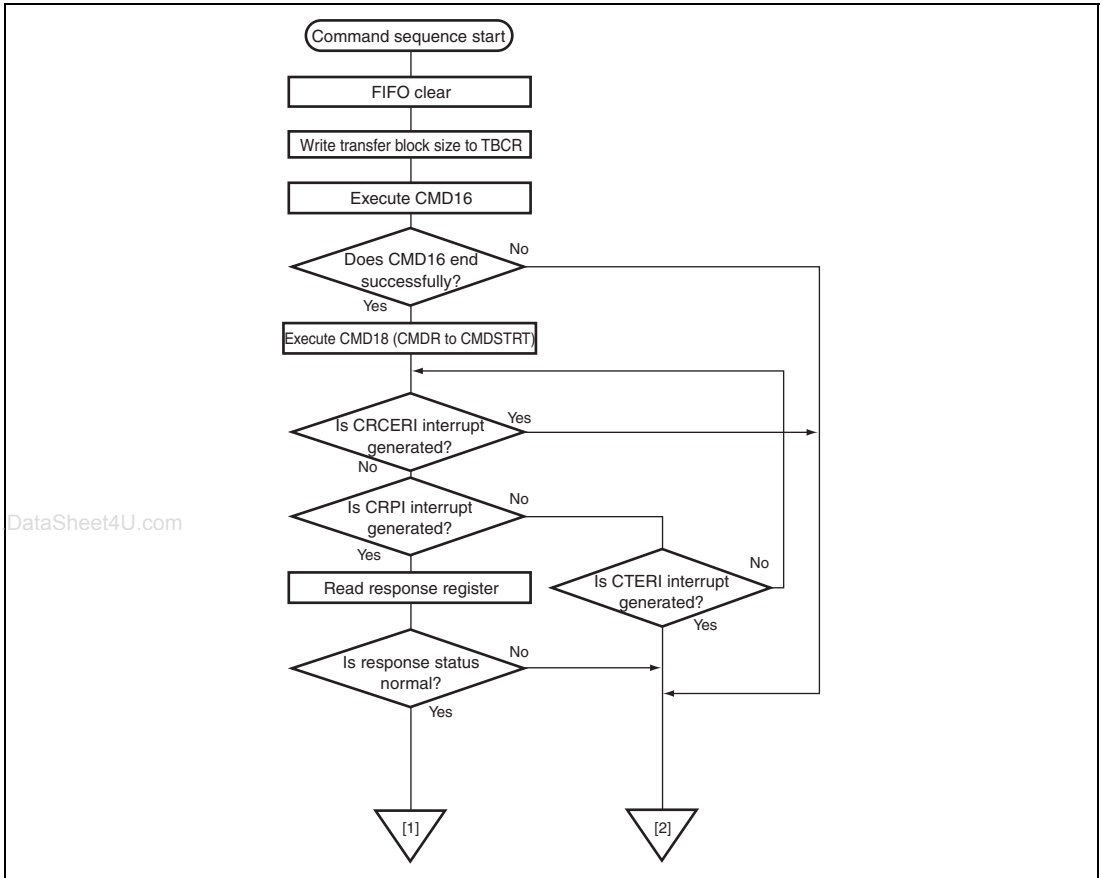 Command sequence start
FIFO clear
Write transfer block size to TBCR
Execute CMD16
Does CMD16 end
successfully?
No
Yes
Execute CMD18 (CMDR to CMDSTRT)
Is CRCERI interrupt
generated?
Yes
No
Is CRPI interrupt
generated?
No
Yes
DataSheet4U.com
Read response register
Is CTERI interrupt
generated?
No
Yes
Is response status
normal?
No
Yes
[1]
[2]